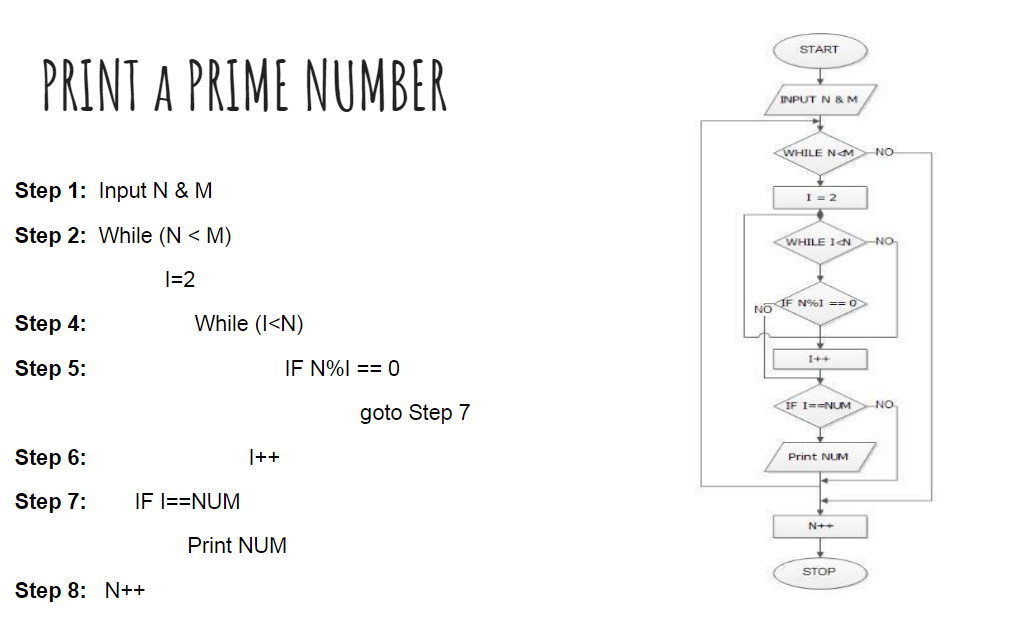 PRINT A PRIME NUMBER
Step 1: Input N & M
Step 2: While (N < M)
I=2
Step 4: While (I<N)
Step 5: IF N%I == 0
goto Step 7
Step 6: I++
Step 7: IF I==NUM
Print NUM
Step 8: N++
START
INPUT N & M
WHILE N<M NO
I = 2
WHILE I<N NO
IF N%I == 0
NO
I++
IF I==NUM NO
Print NUM
N++
STOP